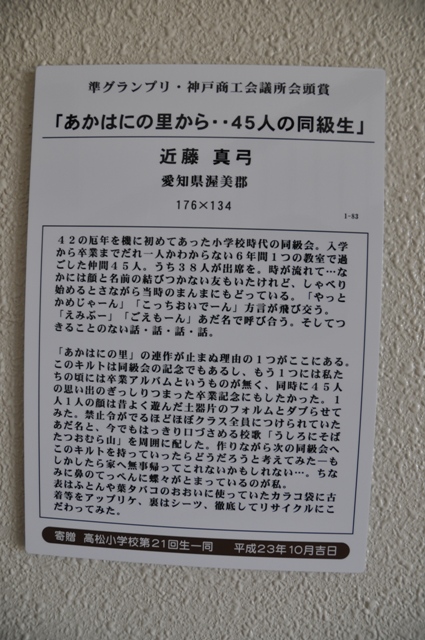 準グランプリ・神戸商工会議所会頭賞
「あかはにの里から・・45人の同級生」
近藤 真弓
愛知県渥美郡
176×134
1-83
４２の厄年を機に初めてあった小学校時代の同級会。入学
から卒業までだれ一人かわらない６年間１つの教室で過
ごした仲間４５人。うち３８人が出席を。時が流れて…な
かには顔と名前の結びつかない友もいたけれど、しゃべり
始めるとさながら当時のまんまにもどっている。「やっと
かめじゃーん」「こっちおいでーん」方言が飛び交う。
「えみぶー」「ごえもーん」あだ名で呼び合う。そしてつ
きることのない話・話・話・話。
「あかはにの里」の連作が止まぬ理由の１つがここにある。
このキルトは同級会の記念でもあるし、もう１つには私た
ちの頃には卒業アルバムというものが無く、同時に４５人
の思い出のぎっしりつまった卒業記念にもしたかった。１
人１人の顔は昔よく遊んだ土器片のフォルムとダブらせて
みた。禁止令がでるほどほぼクラス全員につけられていた
あだ名と、今でもはっきり口づさめる校歌「うしろにそば
たつおむら山」を周囲に配した。作りながら次の同級会へ
このキルトを持っていったらどうだろうと考えてみた―も
しかしたら家へ無事帰ってこれないかもしれない…。ちな
みに鼻のてっぺんに蝶々がとまっているのが私。
表はふとんや葉タバコのおおいに使っていたカラコ袋に古
着等をアップリケ、裏はシーツ、徹底してリサイクルにこ
だわってみた。
寄贈 高松小学校第21回生一同 平成23年10月吉日